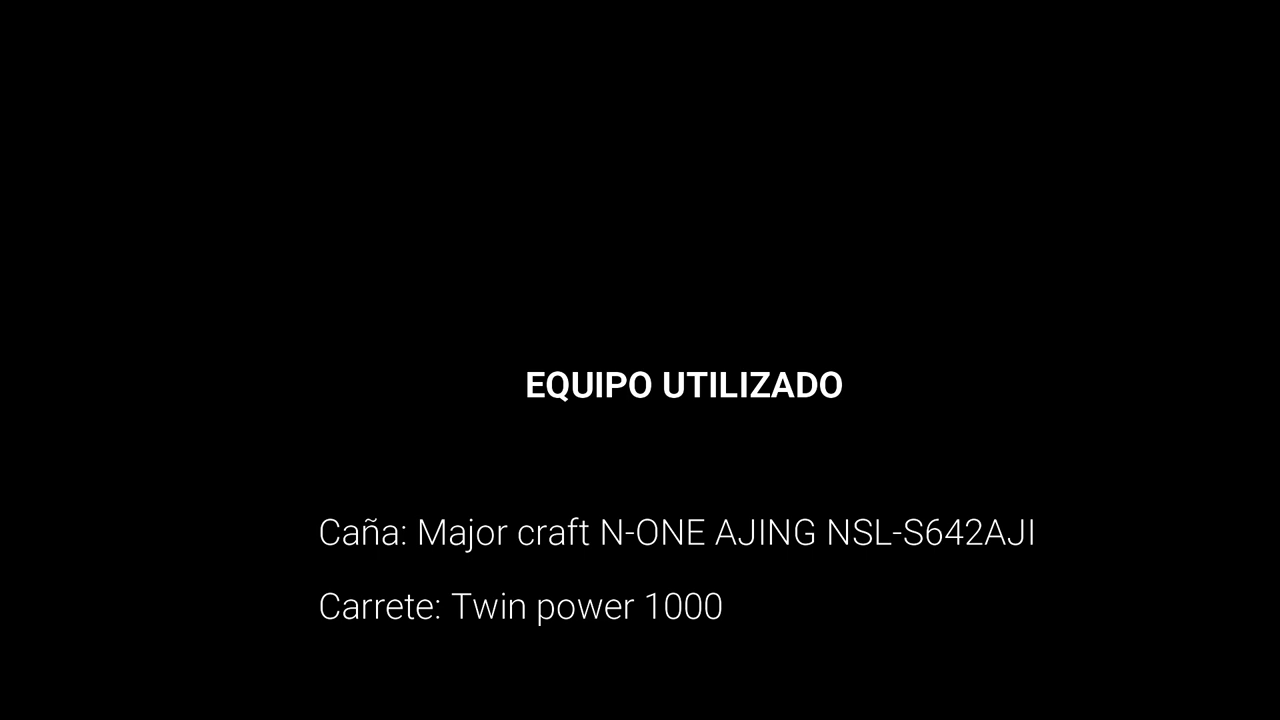 EQUIPO UTILIZADO
Caña: Major craft N-ONE AJING NSL-S642AJI
Carrete: Twin power 1000